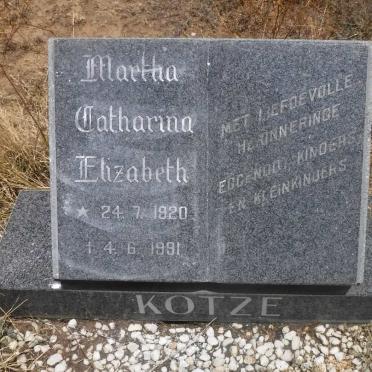 Martha
Catharina
Elizabeth
* 24.7.1920
† 4.6.1991
MET LIEFDEVOLLE
HERINNERINGE
EGGENOOT, KINDERS
EN KLEINKINDERS
KOTZE